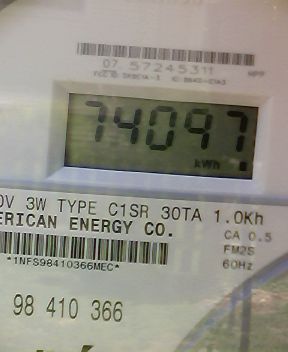 07 57245311
MPP
74097
kWh
0V 3W TYPE C1SR 30TA 1.0Kh
ERICAN ENERGY CO.
CA 0.5
FM2S
60Hz
*1NFS98410366MEC*
98 410 366